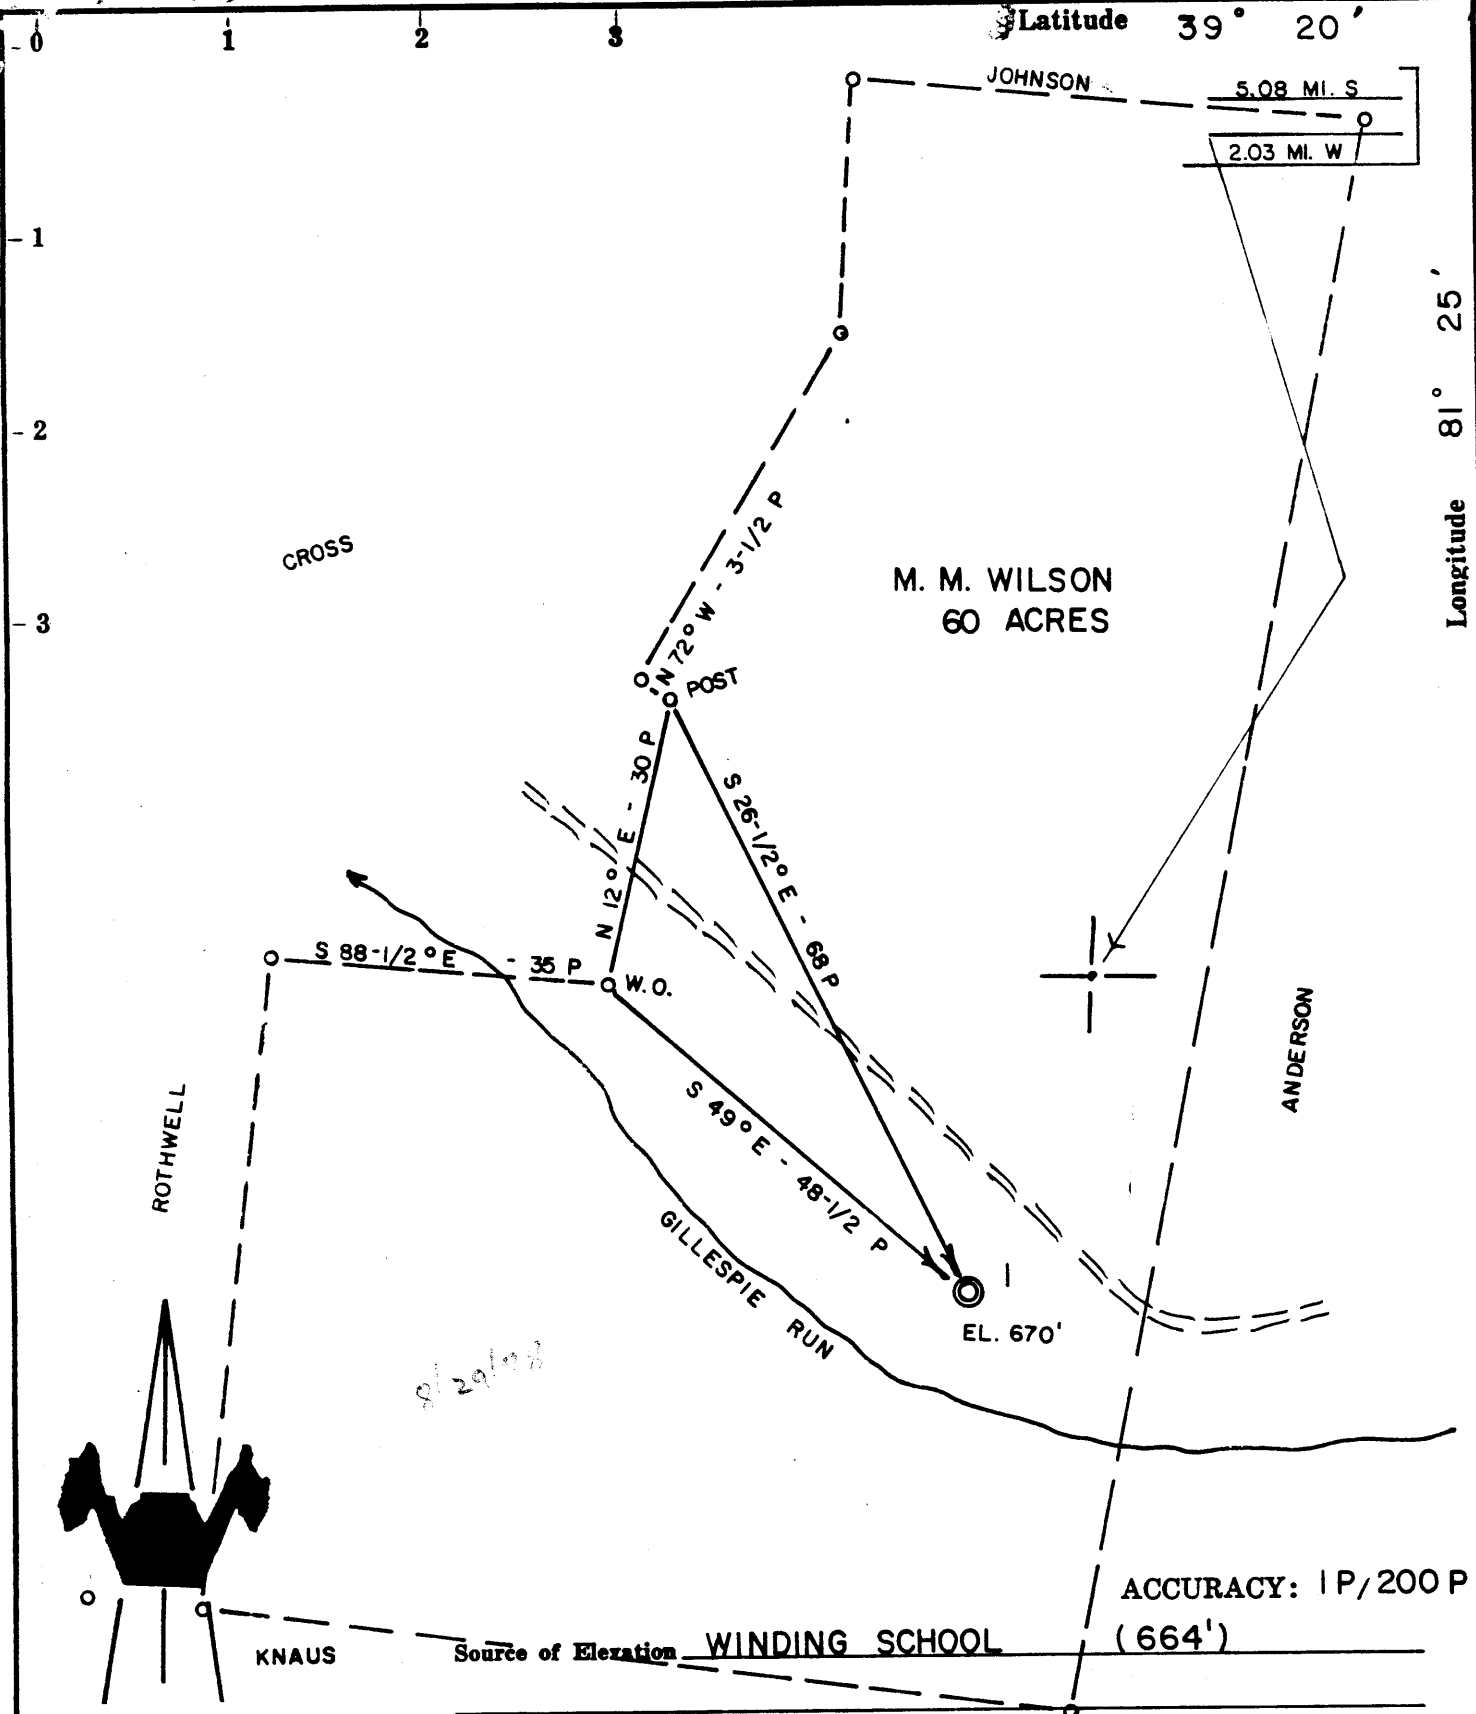 Latitude 39° 20'
0 1 2 3
JOHNSON
5.08 MI. S
2.03 MI. W
- 1
- 2
- 3
Longitude 81° 25'
CROSS
N 72° W - 3-1/2 P
M. M. WILSON
60 ACRES
POST
N 12° E - 30 P
S 26-1/2° E - 68 P
S 88-1/2° E - 35 P
W.O.
S 49° E - 48-1/2 P
ANDERSON
ROTHWELL
GILLESPIE RUN
1
EL. 670'
ACCURACY: 1 P/200 P
Source of Elevation WINDING SCHOOL (664')
KNAUS